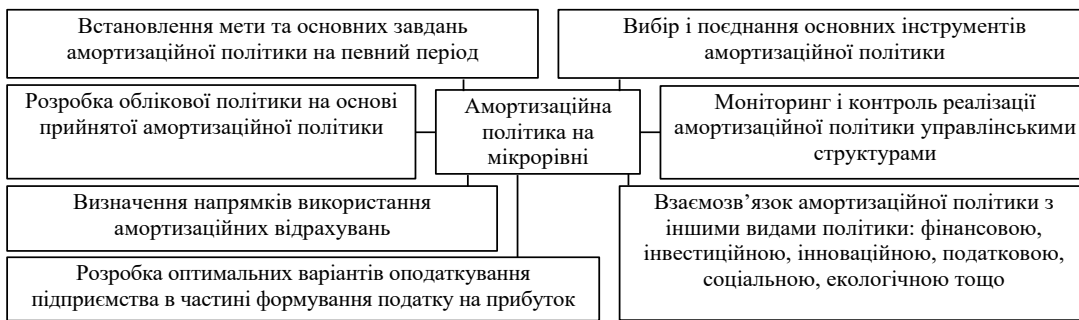 Встановлення мети та основних завдань
амортизаційної політики на певний період
Вибір і поєднання основних інструментів
амортизаційної політики
Розробка облікової політики на основі
прийнятої амортизаційної політики
Амортизаційна
політика на
мікрорівні
Моніторинг і контроль реалізації
амортизаційної політики управлінськими
структурами
Визначення напрямків використання
амортизаційних відрахувань
Взаємозв’язок амортизаційної політики з
іншими видами політики: фінансовою,
інвестиційною, інноваційною, податковою,
соціальною, екологічною тощо
Розробка оптимальних варіантів оподаткування
підприємства в частині формування податку на прибуток